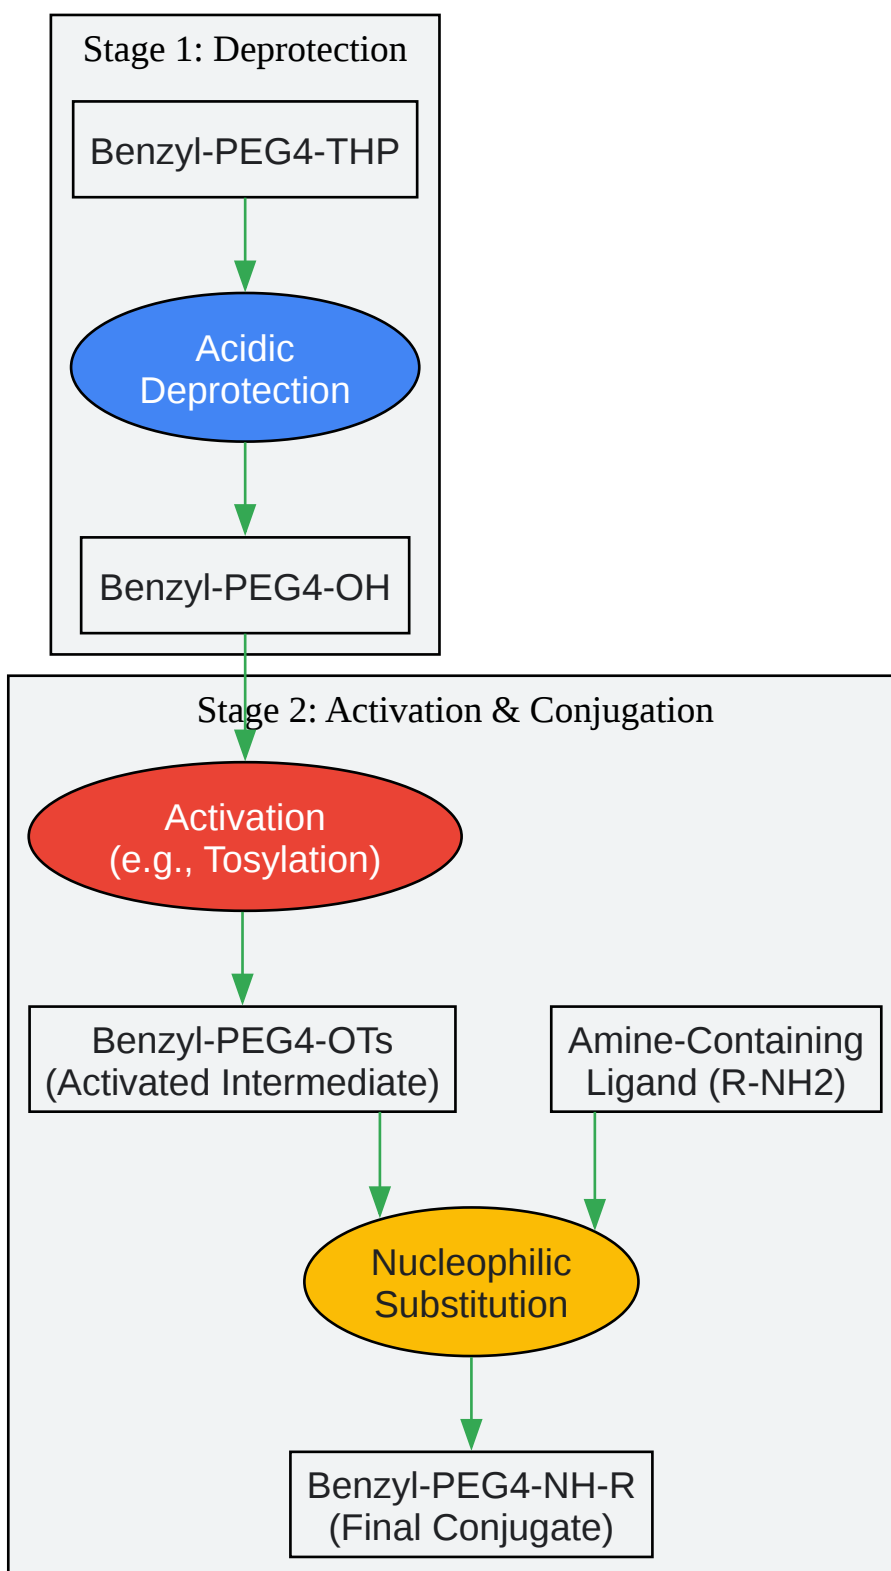 Stage 1: Deprotection
Benzyl-PEG4-THP
Acidic
Deprotection
Benzyl-PEG4-OH
Stage 2: Activation & Conjugation
Activation
(e.g., Tosylation)
Benzyl-PEG4-OTs
(Activated Intermediate)
Amine-Containing
Ligand (R-NH2)
Nucleophilic
Substitution
Benzyl-PEG4-NH-R
(Final Conjugate)